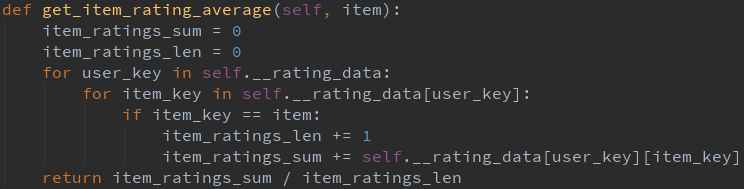 def get_item_rating_average(self, item):
    item_ratings_sum = 0
    item_ratings_len = 0
    for user_key in self.__rating_data:
        for item_key in self.__rating_data[user_key]:
            if item_key == item:
                item_ratings_len += 1
                item_ratings_sum += self.__rating_data[user_key][item_key]
    return item_ratings_sum / item_ratings_len